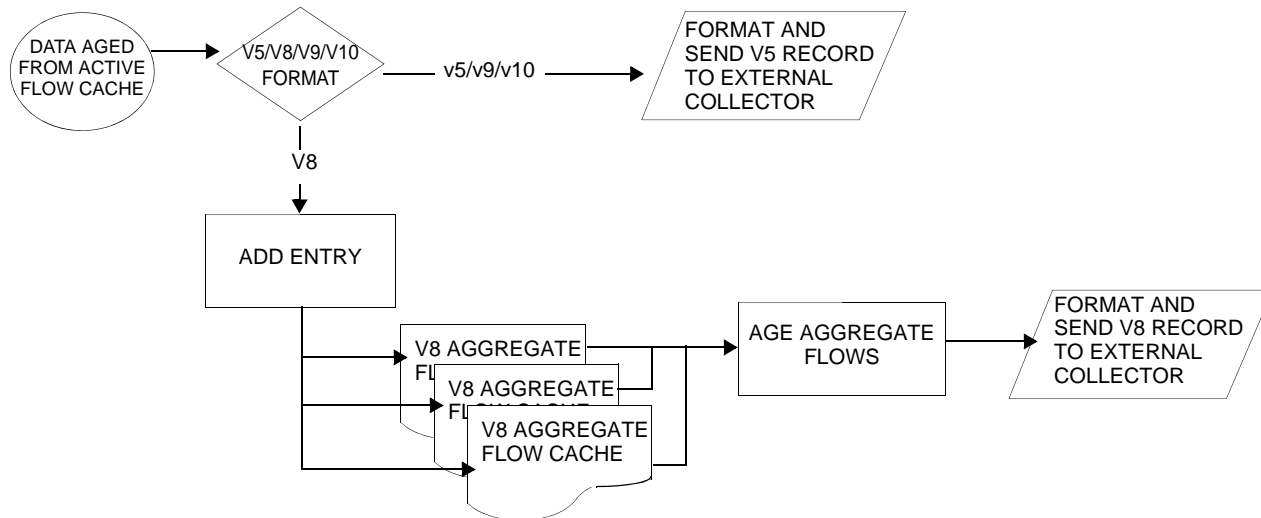 DATA AGED
FROM ACTIVE
FLOW CACHE
V5/V8/V9/V10
FORMAT
v5/v9/v10
FORMAT AND
SEND V5 RECORD
TO EXTERNAL
COLLECTOR
V8
ADD ENTRY
V8 AGGREGATE
V8 AGGREGATE
FLOW CACHE
V8 AGGREGATE
FLOW CACHE
AGE AGGREGATE
FLOWS
FORMAT AND
SEND V8 RECORD
TO EXTERNAL
COLLECTOR